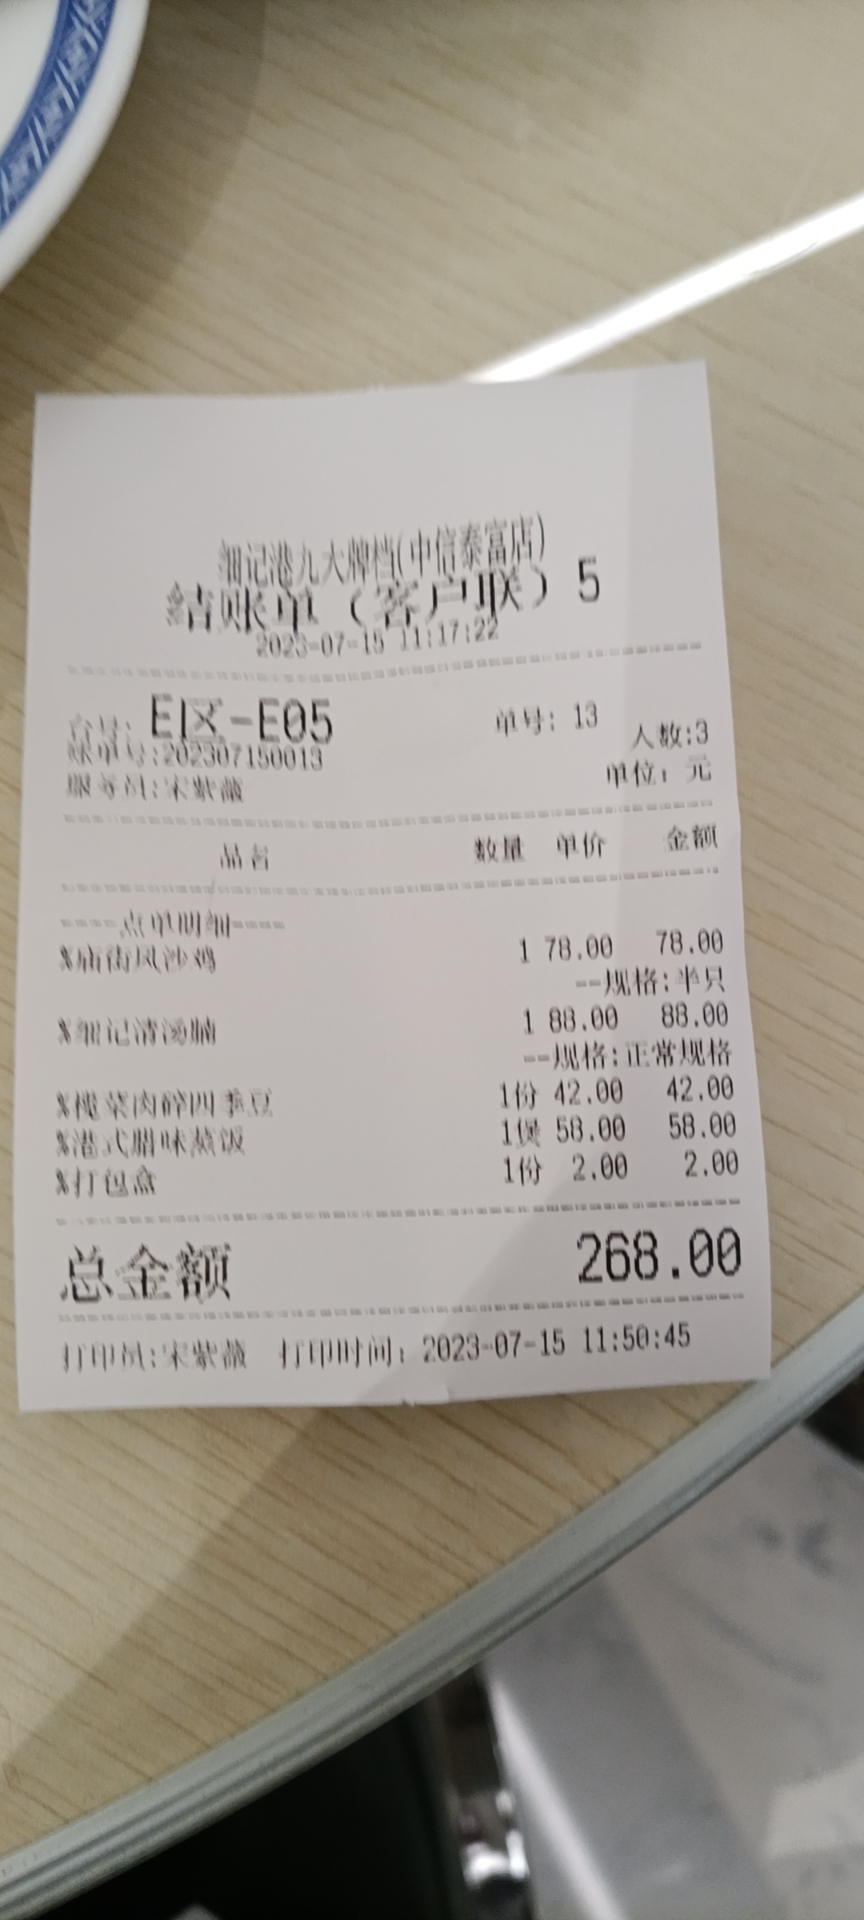 细记港九大牌档(中信泰富店)
结账单（客户联）5
2023-07-15 11:17:22
台号: E区-E05 单号: 13
账单号:202307150013 人数:3
服务员:宋紫薇 单位: 元
品名 数量 单价 金额
----点单明细----
%庙街风沙鸡 1 78.00 78.00
--规格:半只
%细记清汤腩 1 88.00 88.00
--规格:正常规格
%榄菜肉碎四季豆 1份 42.00 42.00
%港式腊味蒸饭 1煲 58.00 58.00
%打包盒 1份 2.00 2.00
总金额 268.00
打印员:宋紫薇 打印时间: 2023-07-15 11:50:45